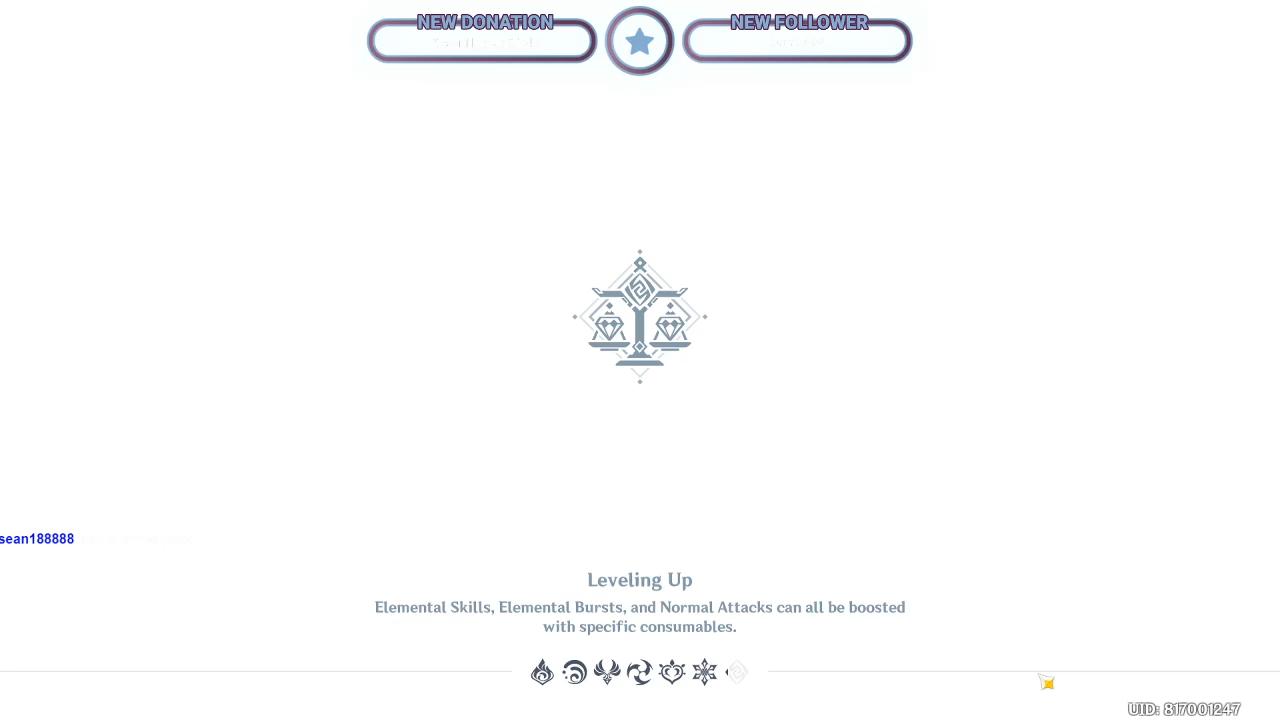 NEW DONATION
NEW FOLLOWER
sean188888
Leveling Up
Elemental Skills, Elemental Bursts, and Normal Attacks can all be boosted
with specific consumables.
UID: 817001247